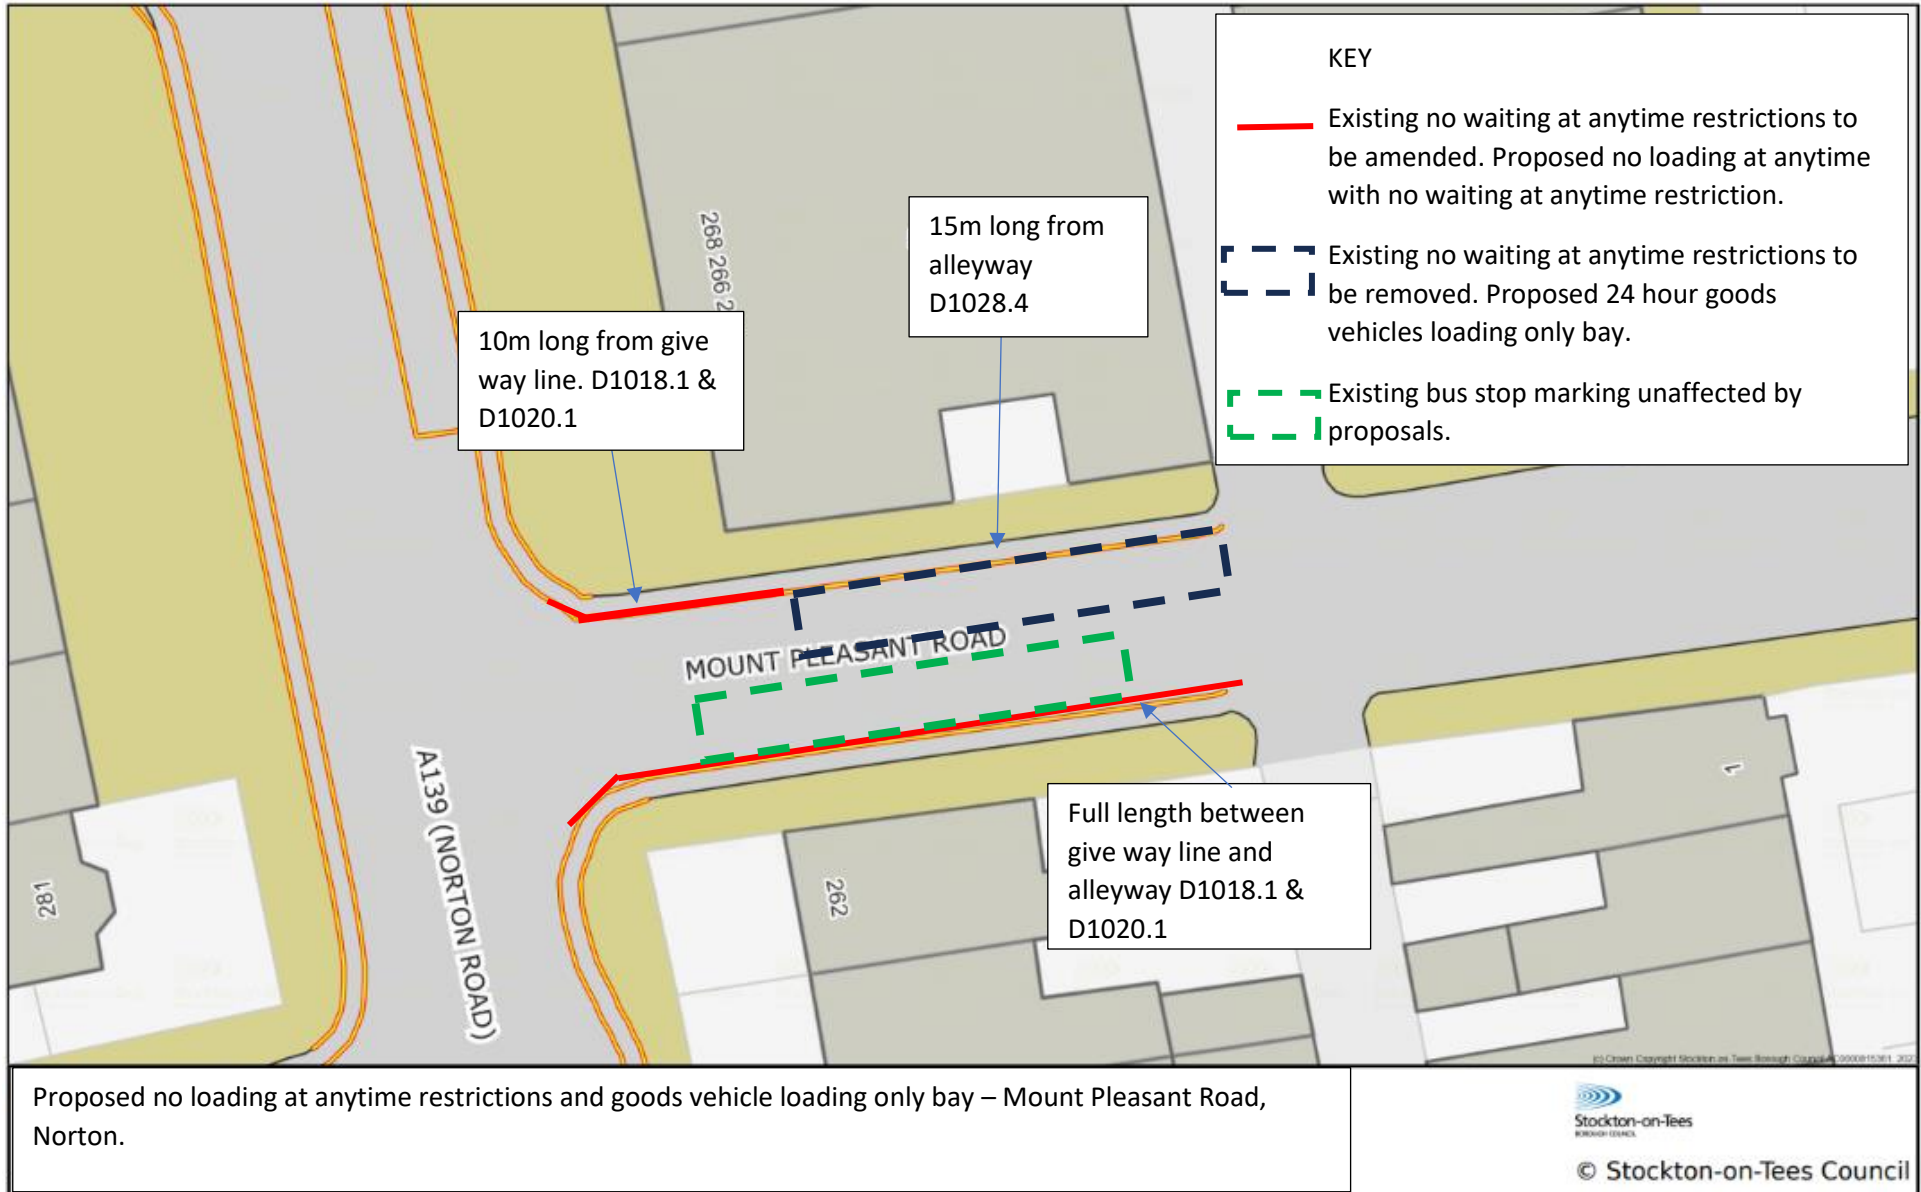 KEY
Existing no waiting at anytime restrictions to
be amended. Proposed no loading at anytime
with no waiting at anytime restriction.
Existing no waiting at anytime restrictions to
be removed. Proposed 24 hour goods
vehicles loading only bay.
Existing bus stop marking unaffected by
proposals.
15m long from
alleyway
D1028.4
10m long from give
way line. D1018.1 &
D1020.1
268 266 2
MOUNT PLEASANT ROAD
A139 (NORTON ROAD)
281
262
1
Full length between
give way line and
alleyway D1018.1 &
D1020.1
Proposed no loading at anytime restrictions and goods vehicle loading only bay – Mount Pleasant Road,
Norton.
Stockton-on-Tees
BOROUGH COUNCIL
© Stockton-on-Tees Council